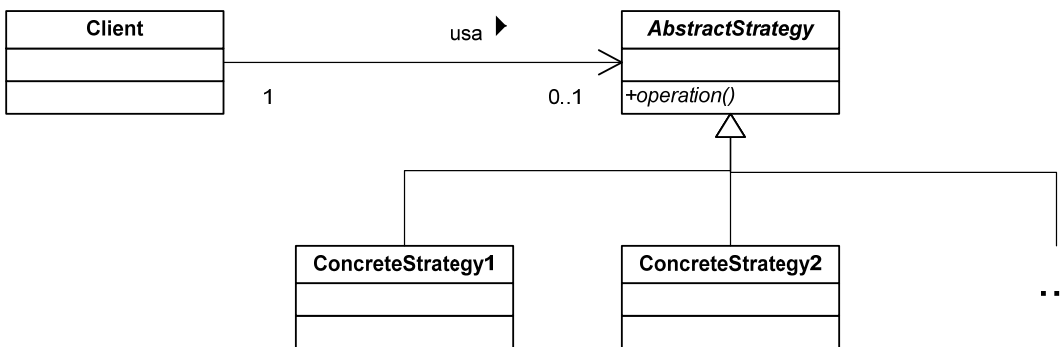 Client
usa
AbstractStrategy
1
0..1
+operation()
ConcreteStrategy1
ConcreteStrategy2
..